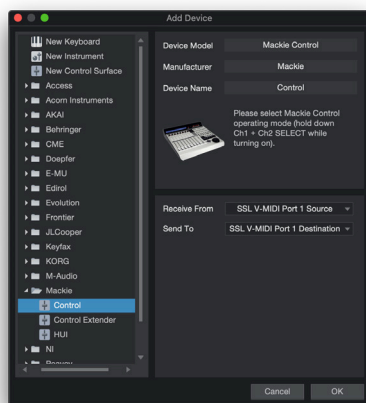 Add Device
New Keyboard
New Instrument
New Control Surface
Access
Acorn Instruments
AKAI
Behringer
CME
Doepfer
E-MU
Edirol
Evolution
Frontier
JLCooper
Keyfax
KORG
M-Audio
Mackie
Control
Control Extender
HUI
NI
Device Model
Mackie Control
Manufacturer
Mackie
Device Name
Control
Please select Mackie Control
operating mode (hold down
Ch1 + Ch2 SELECT while
turning on).
Receive From
SSL V-MIDI Port 1 Source
Send To
SSL V-MIDI Port 1 Destination
Cancel
OK